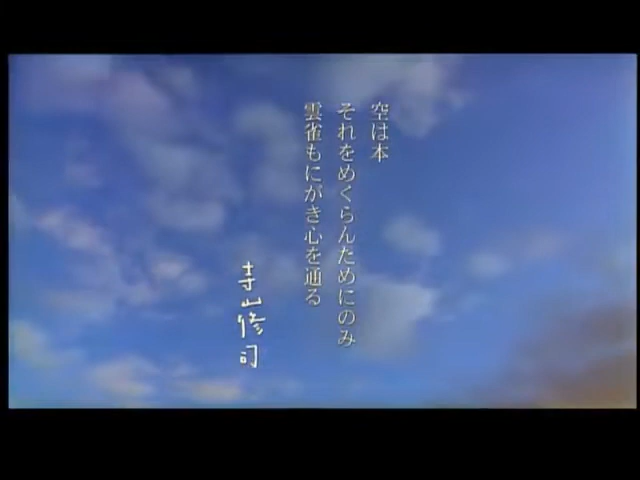 空は本
それをめくらんためにのみ
雲雀もにがき心を通る
寺山修司